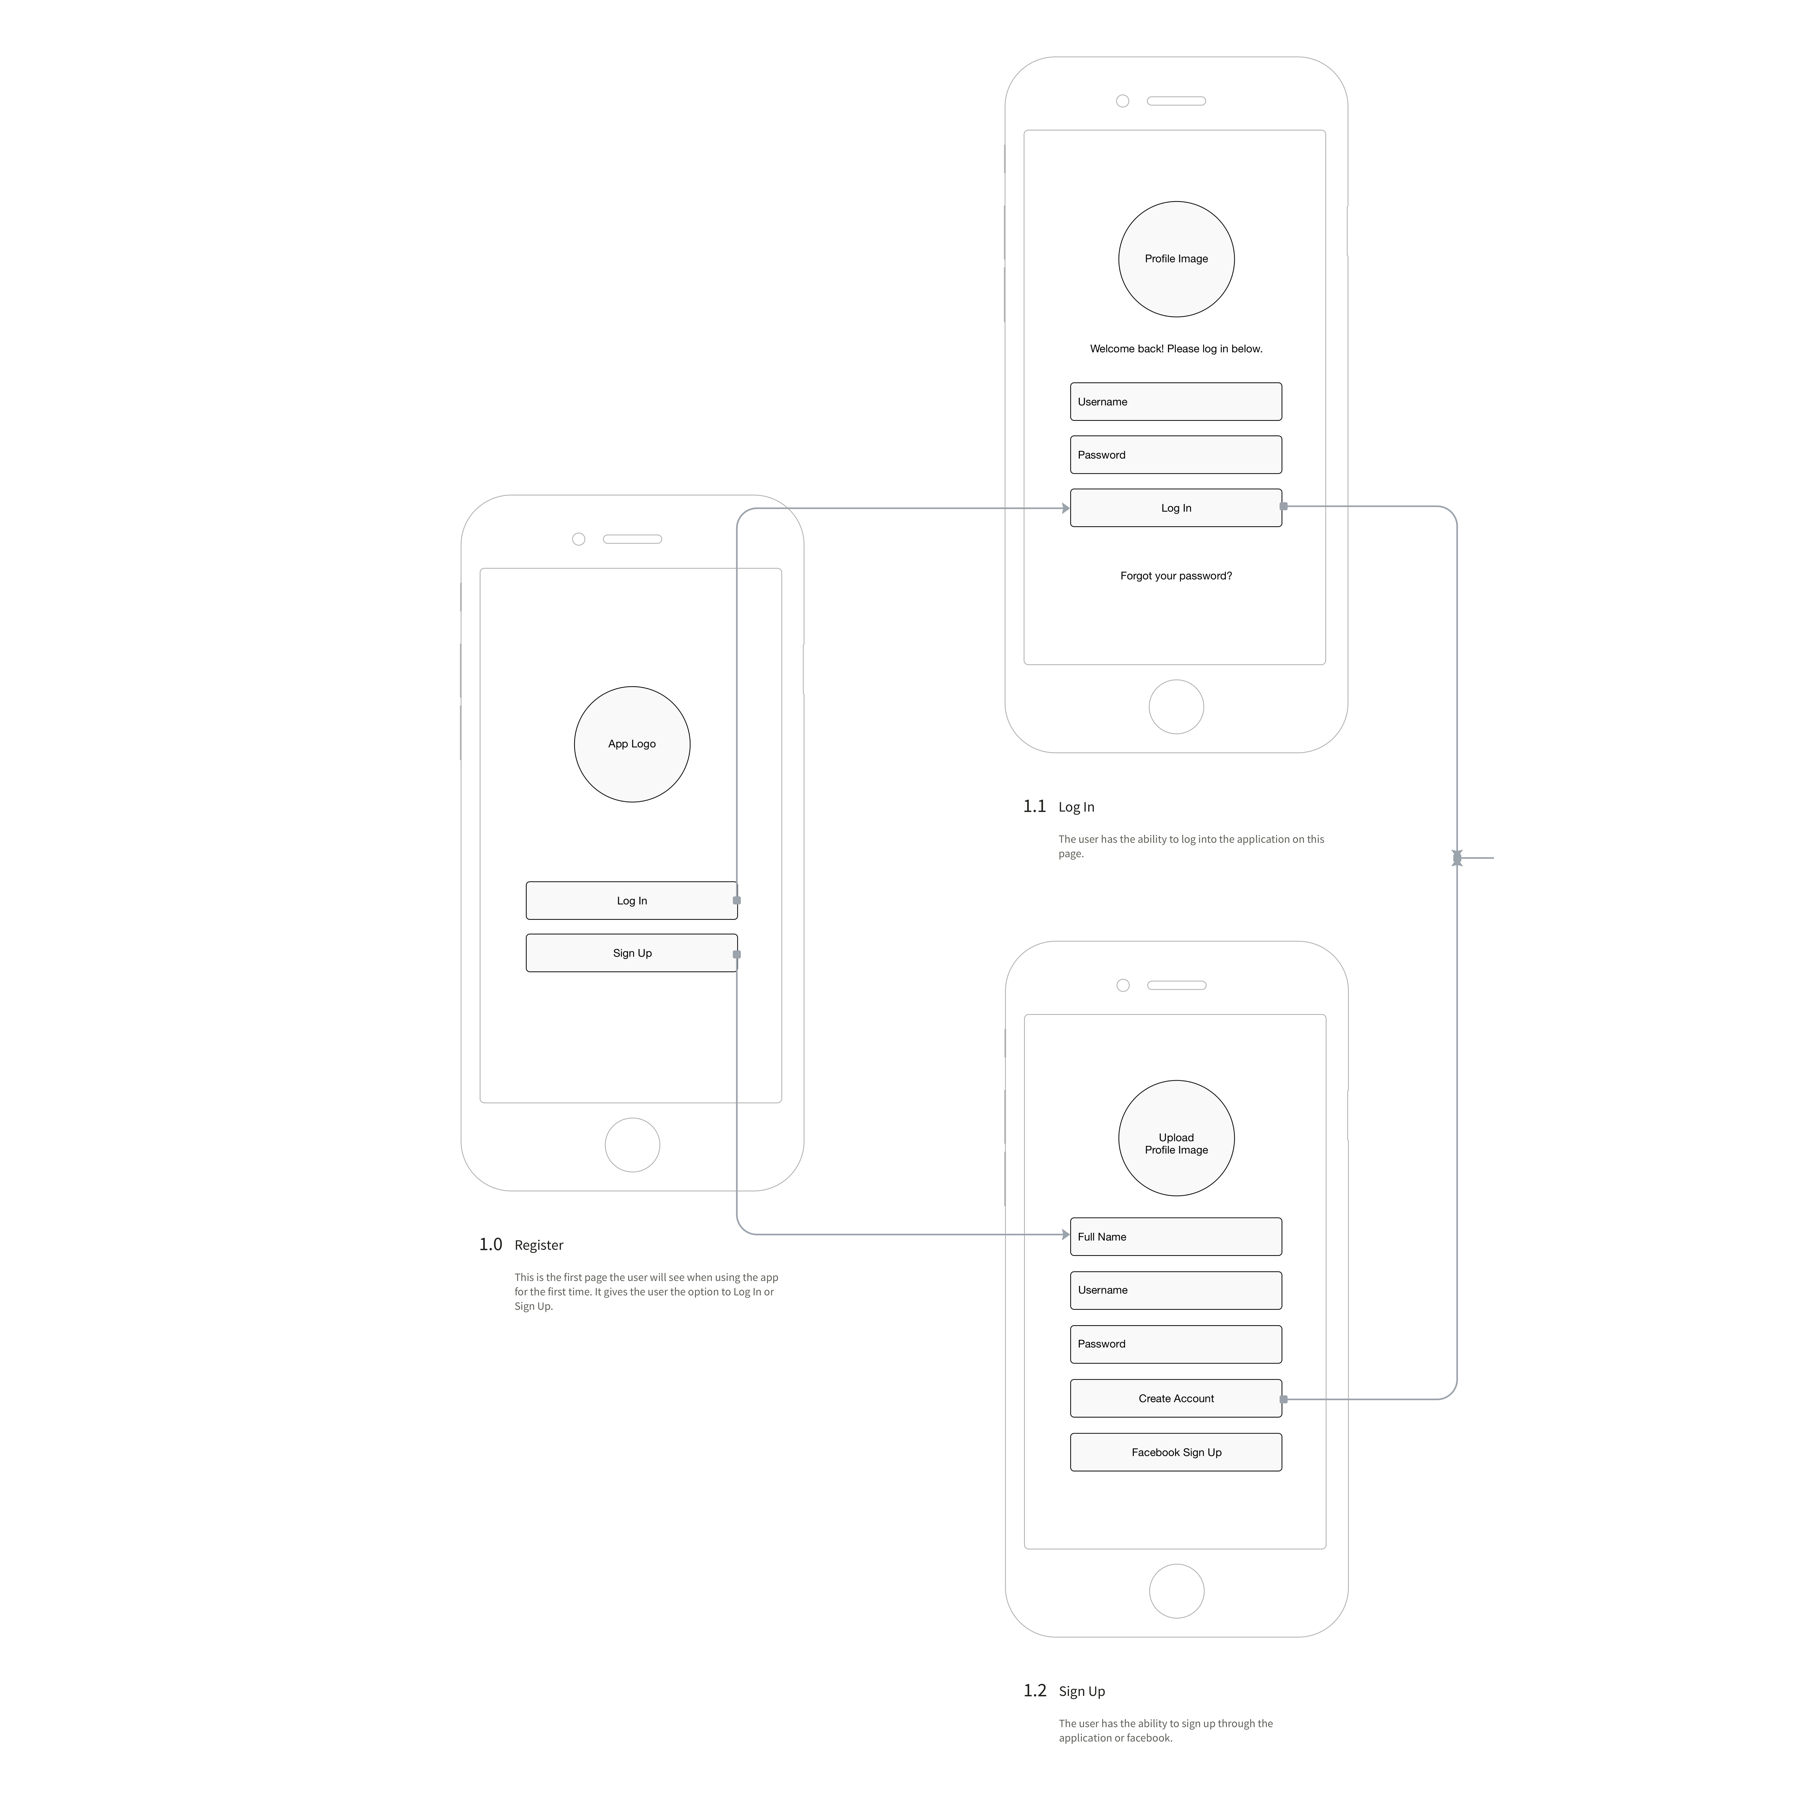 App Logo
Log In
Sign Up
1.0 Register
This is the first page the user will see when using the app
for the first time. It gives the user the option to Log In or
Sign Up.
Profile Image
Welcome back! Please log in below.
Username
Password
Log In
Forgot your password?
1.1 Log In
The user has the ability to log into the application on this
page.
Upload
Profile Image
Full Name
Username
Password
Create Account
Facebook Sign Up
1.2 Sign Up
The user has the ability to sign up through the
application or facebook.